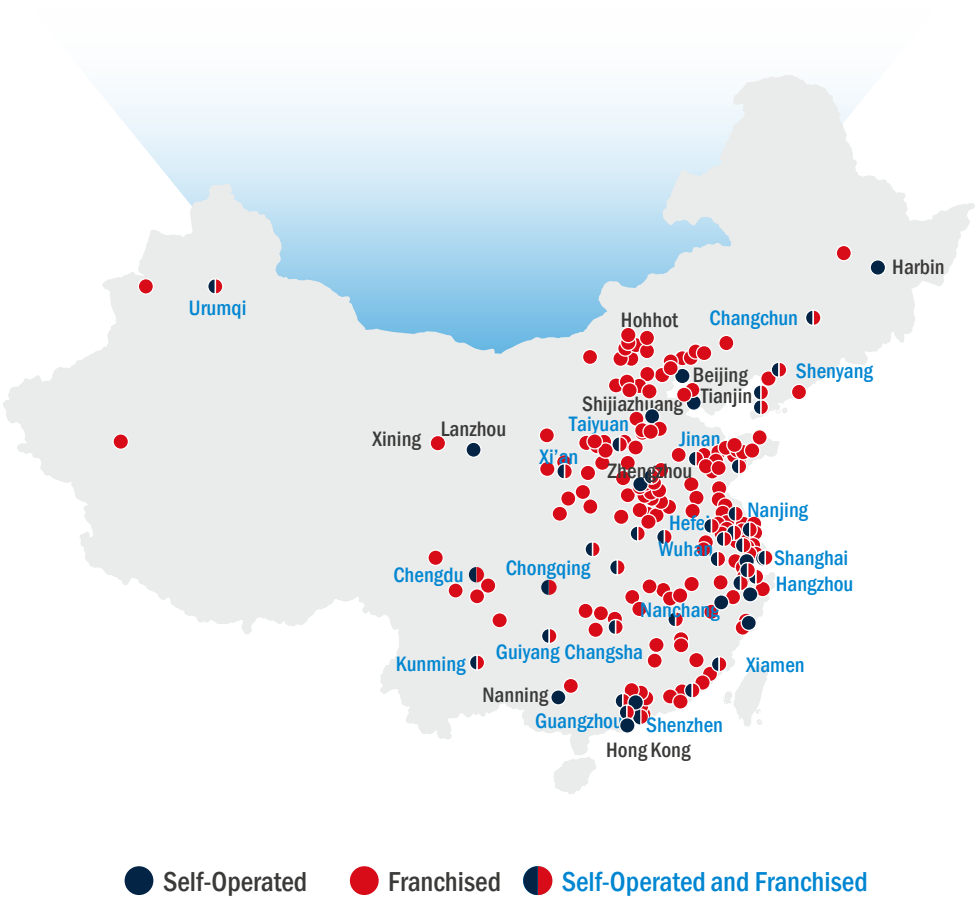 Harbin
Urumqi
Changchun
Hohhot
Shenyang
Beijing
Tianjin
Shijiazhuang
Taiyuan
Lanzhou
Xining
Jinan
Xi'an
Zhengzhou
Nanjing
Hefei
Wuhan
Shanghai
Chengdu
Chongqing
Hangzhou
Nanchang
Guiyang Changsha
Kunming
Xiamen
Nanning
Guangzhou
Shenzhen
Hong Kong
Self-Operated
Franchised
Self-Operated and Franchised